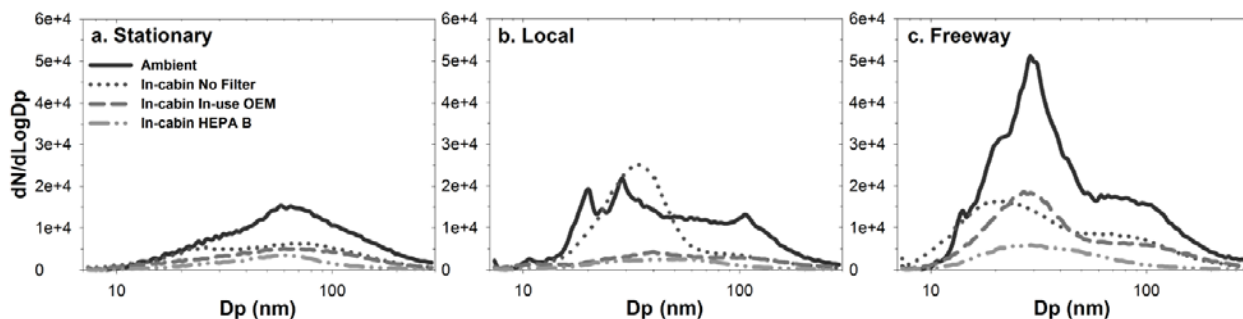 a. Stationary
Ambient
In-cabin No Filter
In-cabin In-use OEM
In-cabin HEPA B
6e+4
5e+4
4e+4
3e+4
2e+4
1e+4
0
dN/dLogDp
10
100
Dp (nm)
b. Local
6e+4
5e+4
4e+4
3e+4
2e+4
1e+4
0
10
100
Dp (nm)
c. Freeway
6e+4
5e+4
4e+4
3e+4
2e+4
1e+4
0
10
100
Dp (nm)